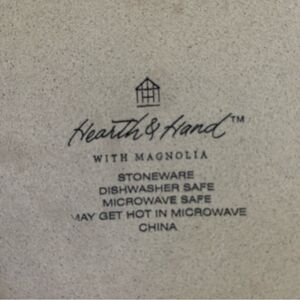 Hearth & Hand™
WITH MAGNOLIA
STONEWARE
DISHWASHER SAFE
MICROWAVE SAFE
MAY GET HOT IN MICROWAVE
CHINA